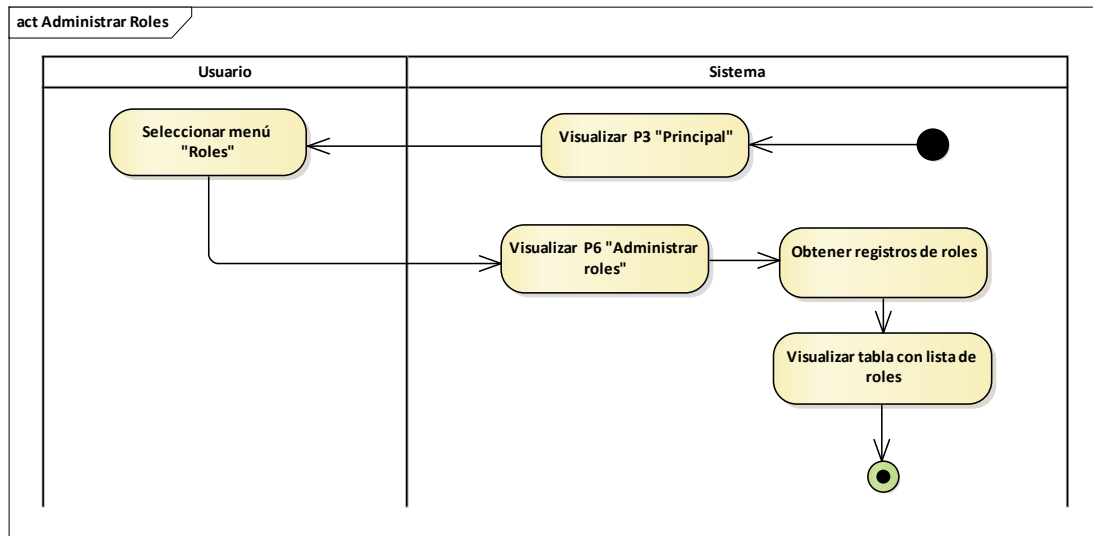 act Administrar Roles
Usuario
Sistema
Seleccionar menú
"Roles"
Visualizar P3 "Principal"
Visualizar P6 "Administrar
roles"
Obtener registros de roles
Visualizar tabla con lista de
roles